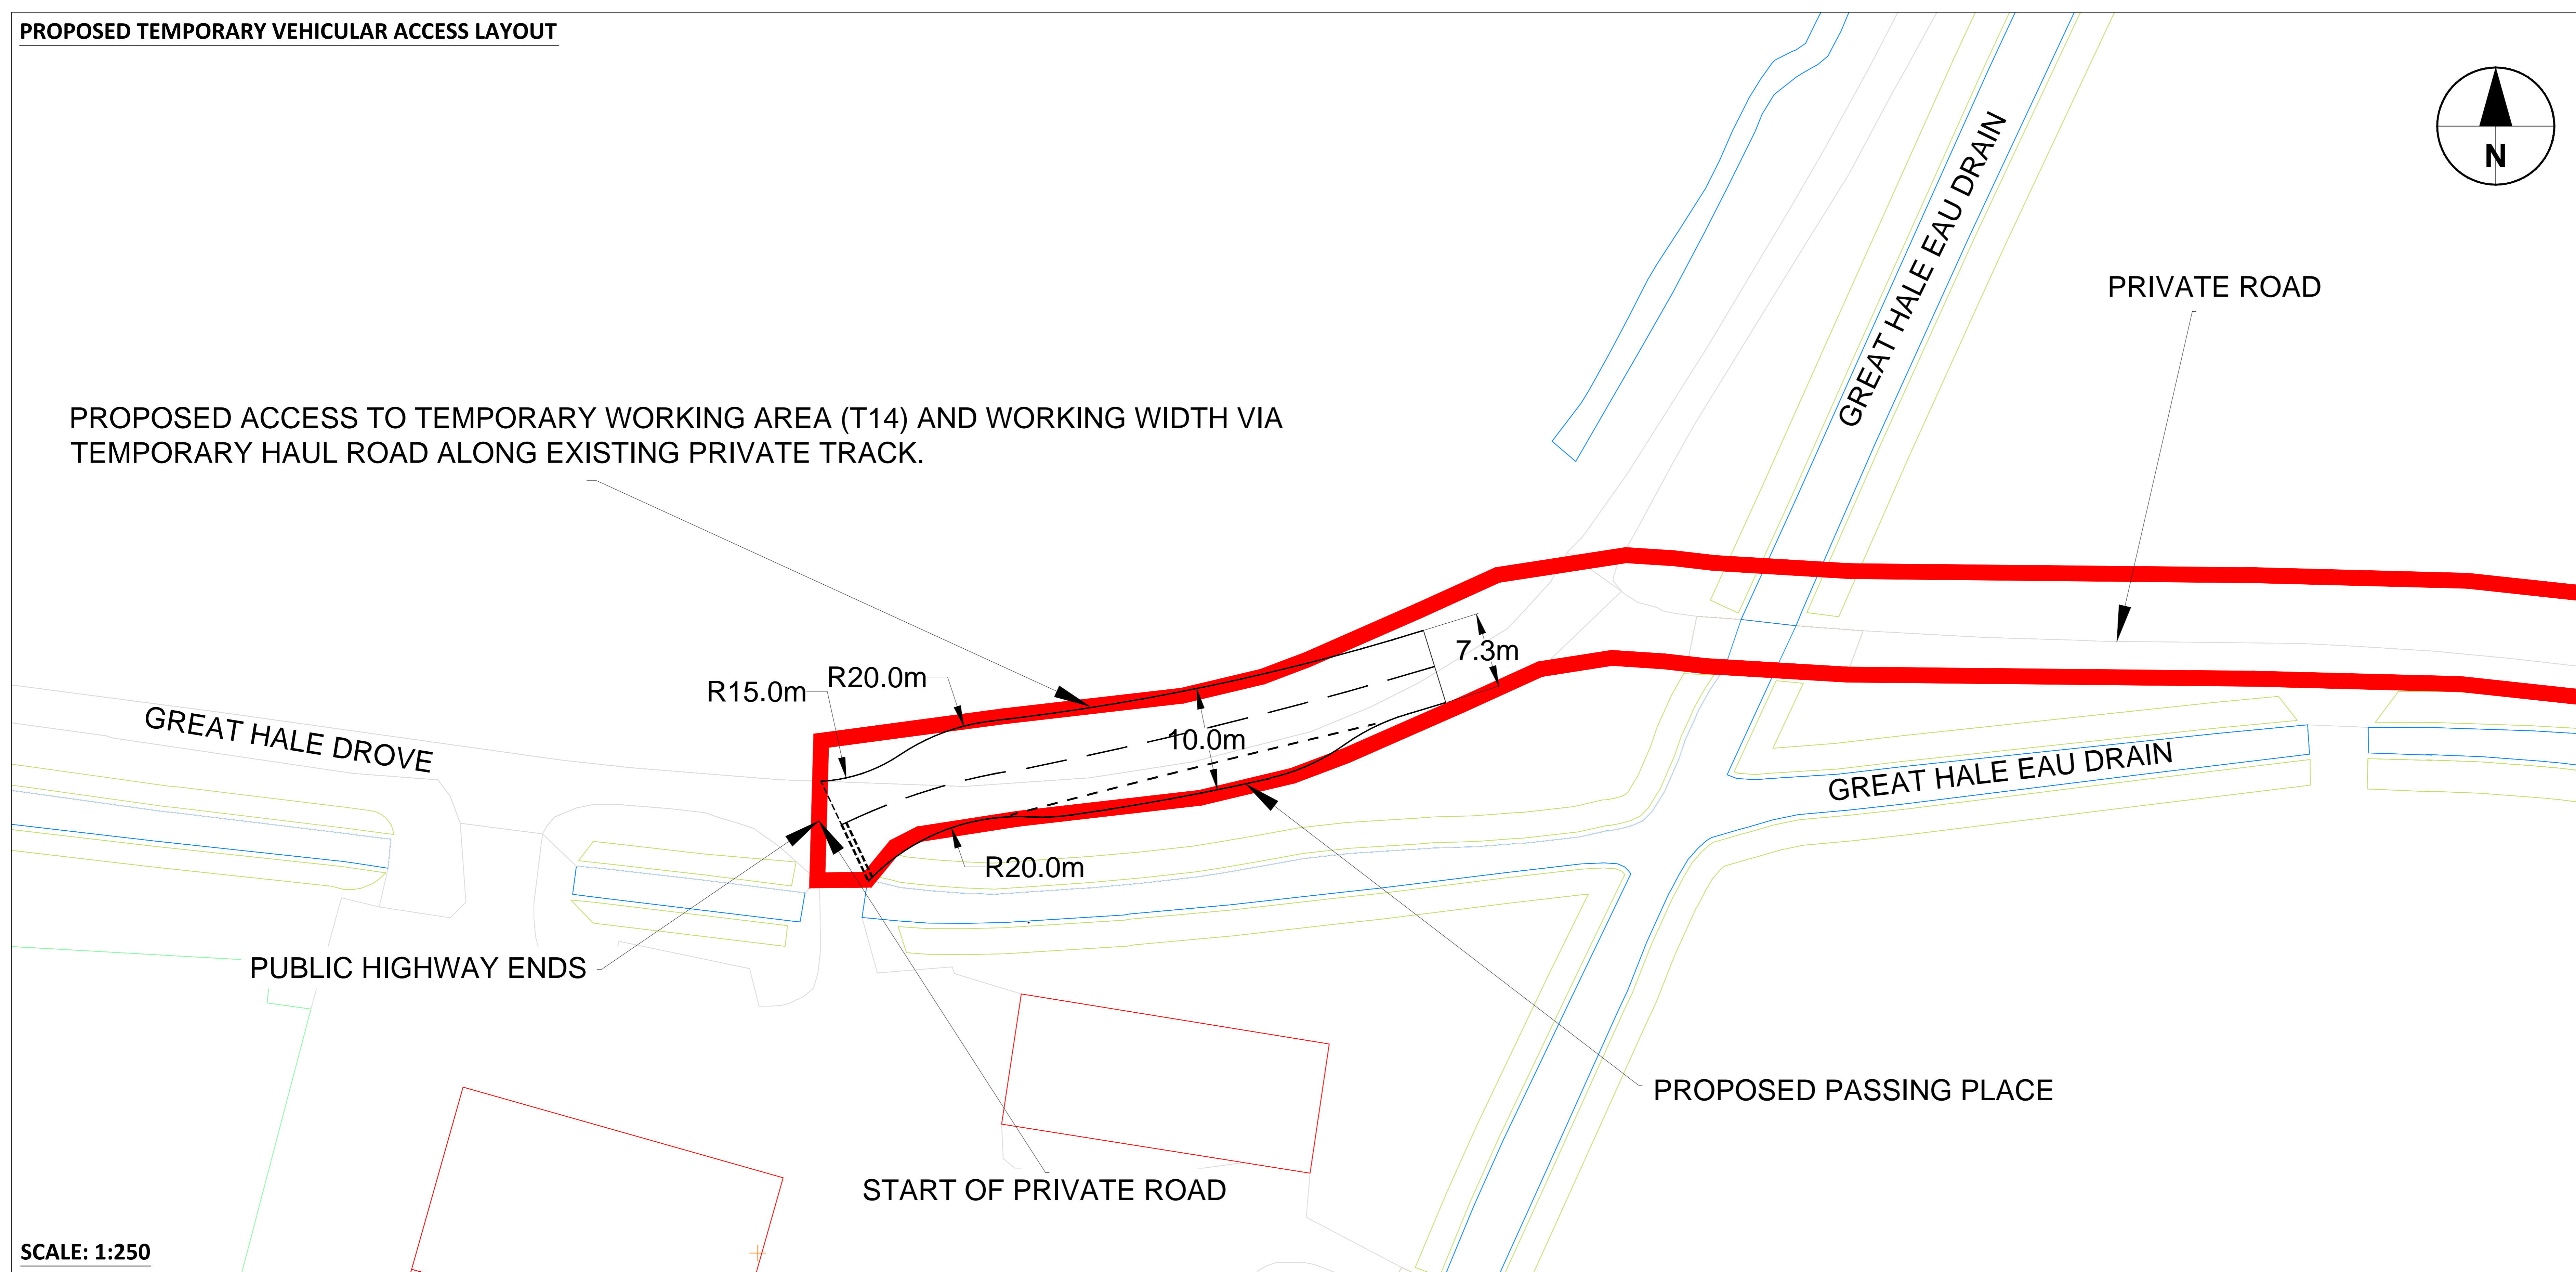 PROPOSED TEMPORARY VEHICULAR ACCESS LAYOUT
N
GREAT HALE EAU DRAIN
PRIVATE ROAD
PROPOSED ACCESS TO TEMPORARY WORKING AREA (T14) AND WORKING WIDTH VIA
TEMPORARY HAUL ROAD ALONG EXISTING PRIVATE TRACK.
7.3m
R20.0m
R15.0m
GREAT HALE DROVE
10.0m
GREAT HALE EAU DRAIN
R20.0m
PUBLIC HIGHWAY ENDS
PROPOSED PASSING PLACE
START OF PRIVATE ROAD
SCALE: 1:250